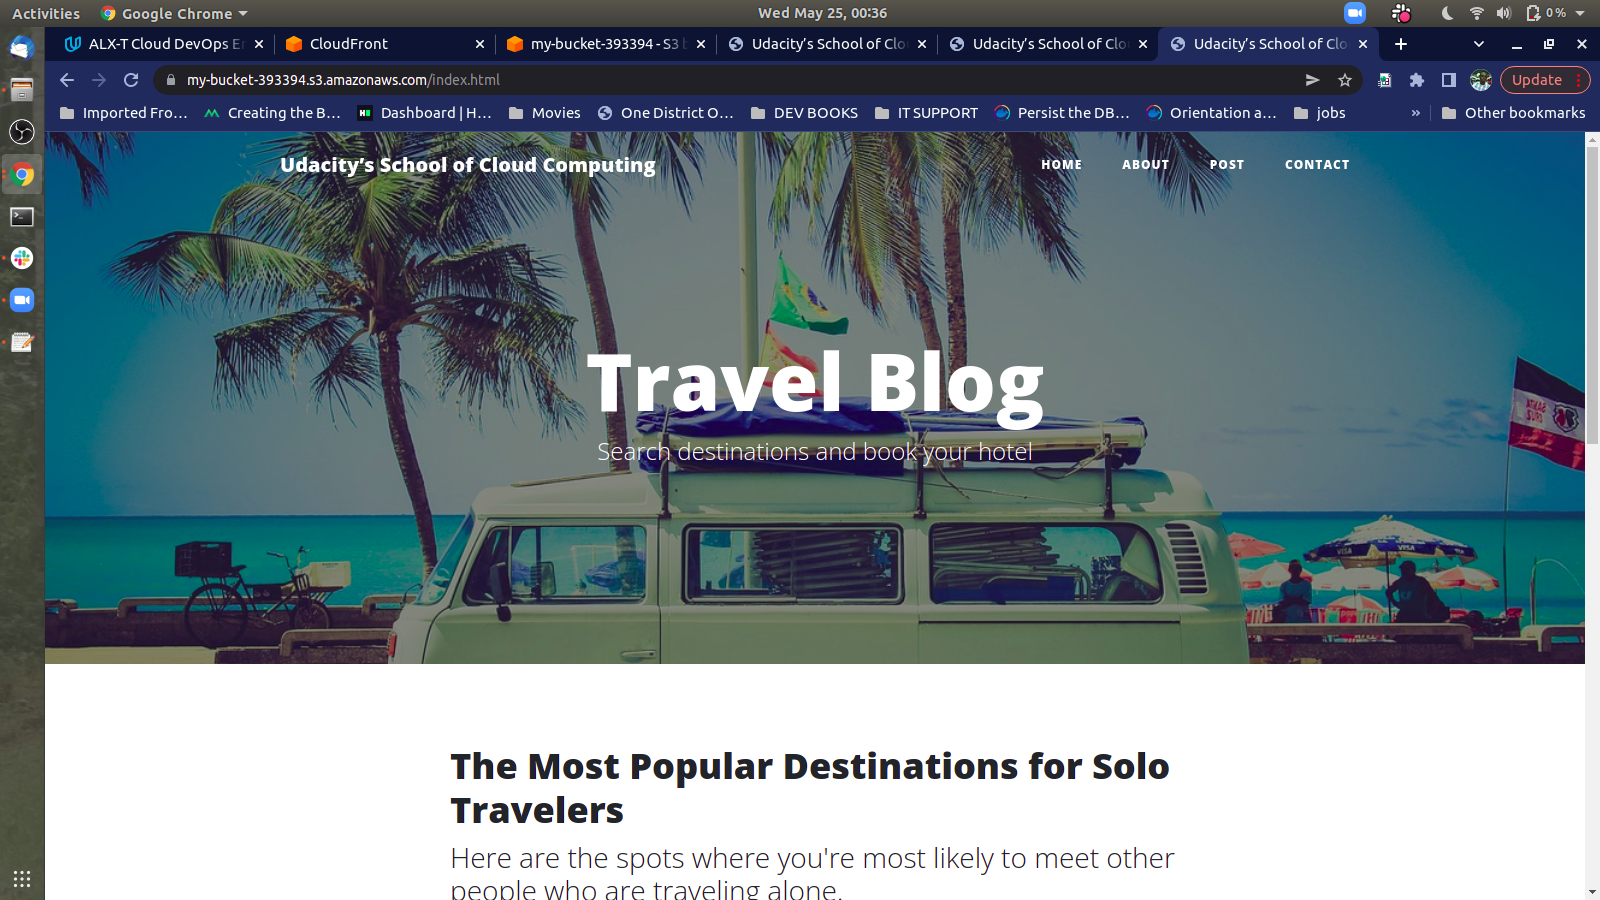 Activities
Google Chrome
Wed May 25, 00:36
0 %
ALX-T Cloud DevOps En
CloudFront
my-bucket-393394 - S3 b
Udacity’s School of Clou
Udacity’s School of Clou
Udacity’s School of Clo
my-bucket-393394.s3.amazonaws.com/index.html
Update
Imported Fro…
Creating the B…
Dashboard | H…
Movies
One District O…
DEV BOOKS
IT SUPPORT
Persist the DB…
Orientation a…
jobs
»
Other bookmarks
Udacity’s School of Cloud Computing
HOME
ABOUT
POST
CONTACT
Travel Blog
Search destinations and book your hotel
VISA
VISA
The Most Popular Destinations for Solo
Travelers
Here are the spots where you're most likely to meet other
people who are traveling alone.